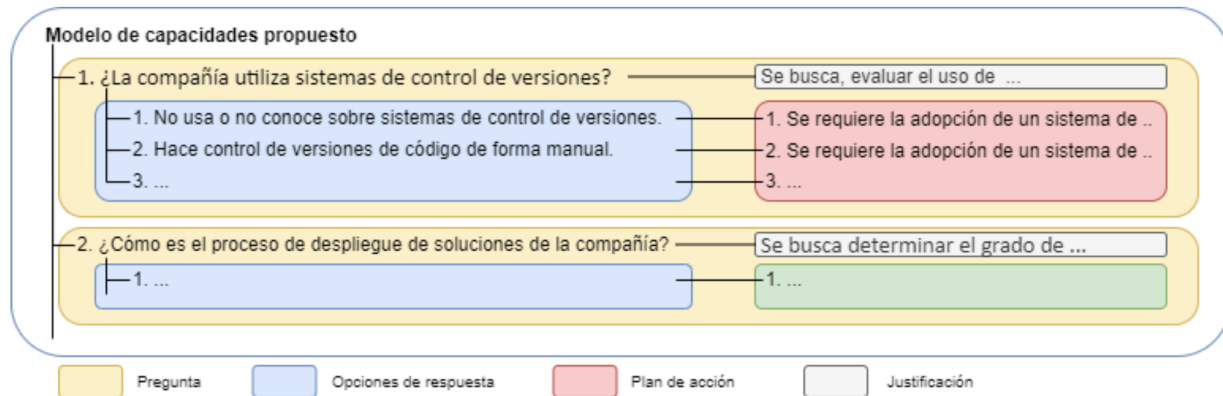 Modelo de capacidades propuesto
1. ¿La compañía utiliza sistemas de control de versiones?
Se busca, evaluar el uso de ...
1. No usa o no conoce sobre sistemas de control de versiones.
1. Se requiere la adopción de un sistema de ..
2. Hace control de versiones de código de forma manual.
2. Se requiere la adopción de un sistema de ..
3. ...
3. ...
2. ¿Cómo es el proceso de despliegue de soluciones de la compañía?
Se busca determinar el grado de ...
1. ...
1. ...
Pregunta
Opciones de respuesta
Plan de acción
Justificación